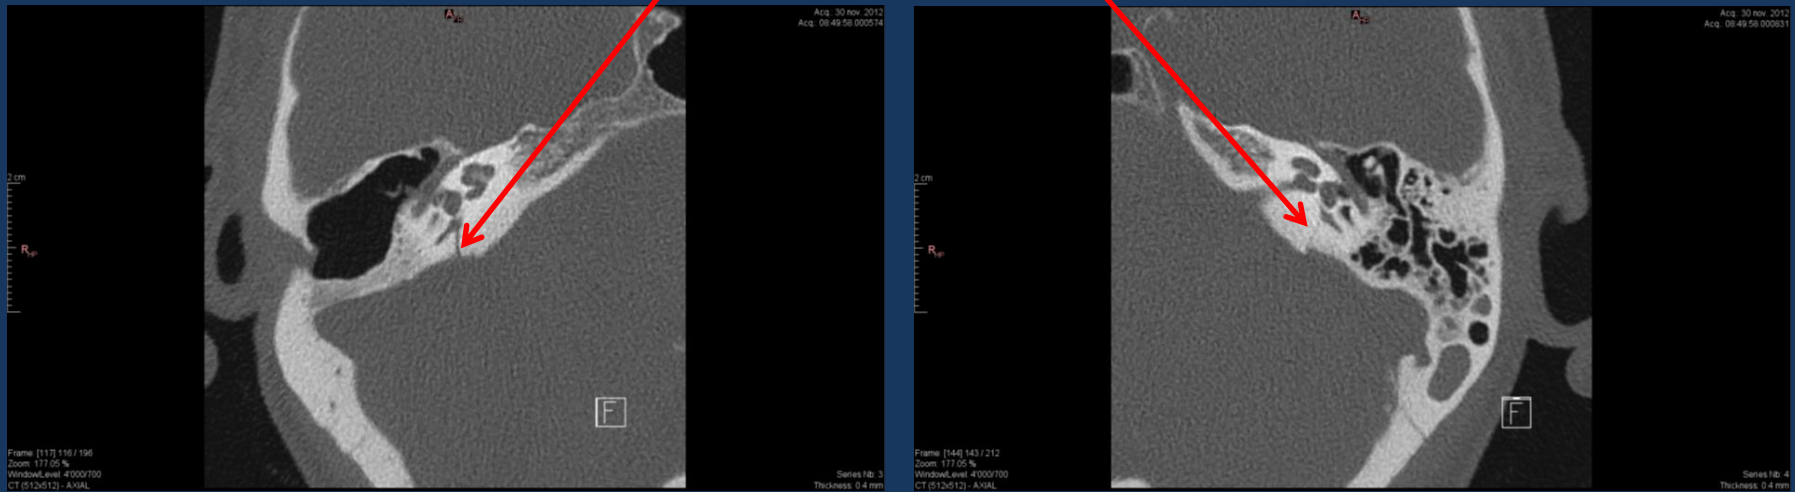 A
Acq. 30 nov. 2012
Acq. 08:49:58.000574
2 cm
R
HP
F
Frame: [117] 116 / 196
Zoom: 177.05 %
Window/Level: 4'000/700
CT (512x512) - AXIAL
Series Nb: 3
Thickness: 0.4 mm
A
Acq. 30 nov. 2012
Acq. 08:49:58.000831
2 cm
R
HP
F
Frame: [144] 143 / 212
Zoom: 177.05 %
Window/Level: 4'000/700
CT (512x512) - AXIAL
Series Nb: 4
Thickness: 0.4 mm